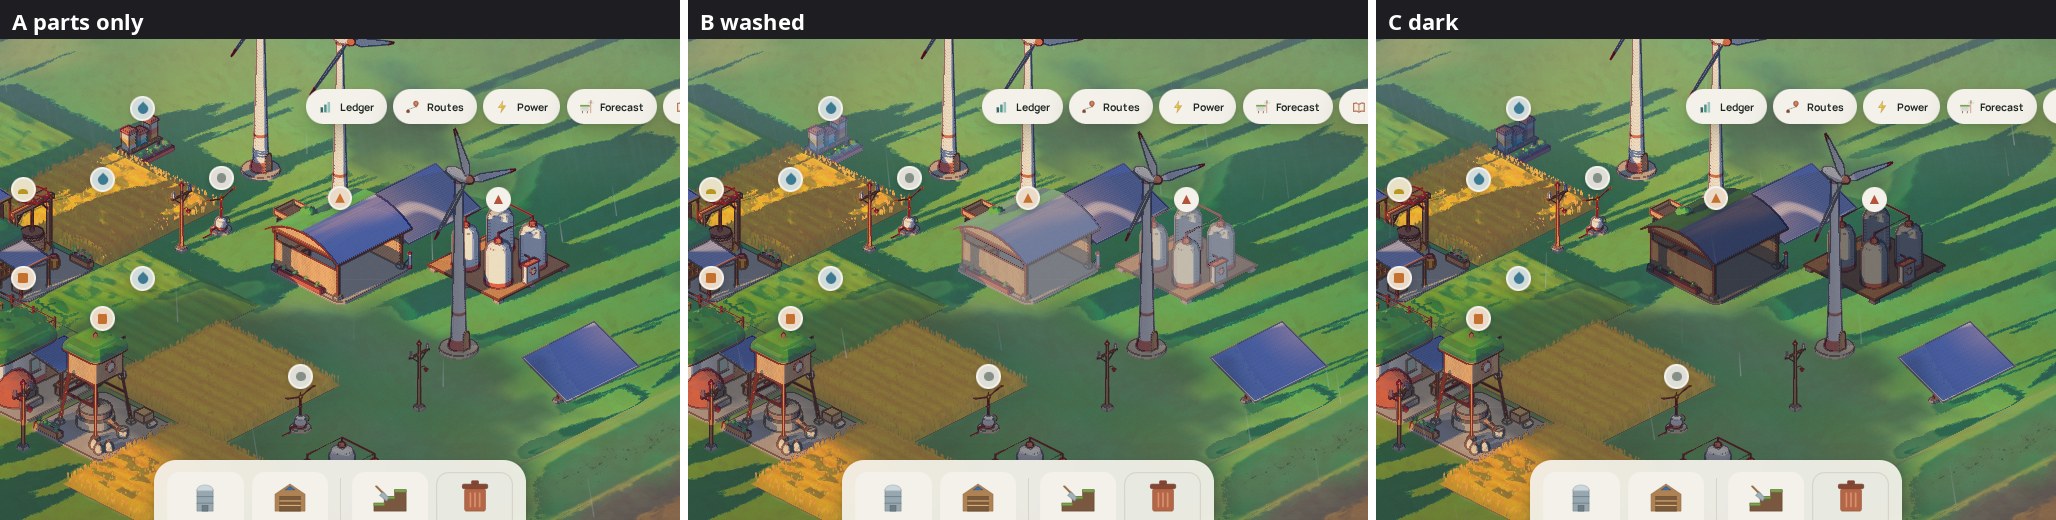 A parts only
B washed
C dark
Ledger
Routes
Power
Forecast
Ledger
Routes
Power
Forecast
Ledger
Routes
Power
Forecast